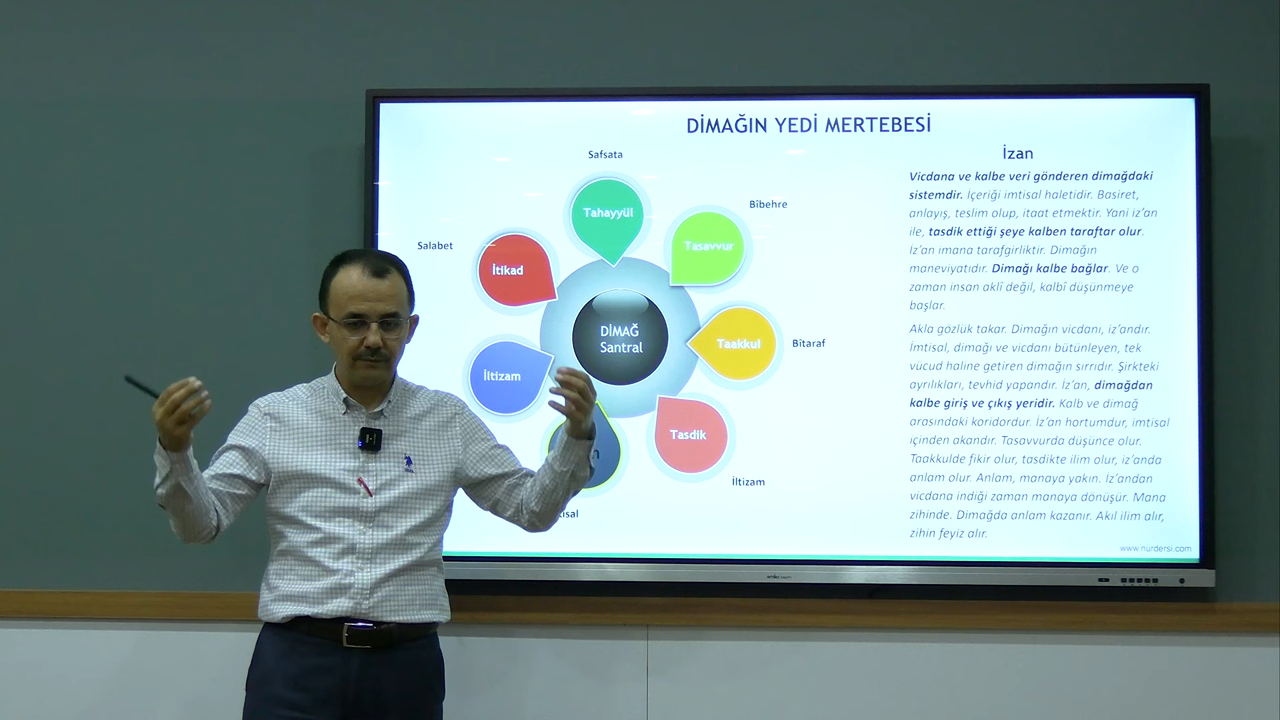 DİMAĞIN YEDİ MERTEBESİ
Safsata
Tahayyül
Bîbehre
Tasavvur
Salabet
İtikad
DİMAĞ
Santral
Taakkul
Bîtaraf
İltizam
Tasdik
İltizam
İzan
Vicdana ve kalbe veri gönderen dimağdaki
sistemdir. İçeriği imtisal haletidir. Basiret,
anlayış, teslim olup, itaat etmektir. Yani iz'an
ile, tasdik ettiği şeye kalben taraftar olur.
İz'an imana tarafgirliktir. Dimağın
maneviyatıdır. Dimağı kalbe bağlar. Ve o
zaman insan aklî değil, kalbî düşünmeye
başlar.
Akla gözlük takar. Dimağın vicdanı, iz'andır.
İmtisal, dimağı ve vicdanı bütünleyen, tek
vücud haline getiren dimağın sırrıdır. Şirkteki
ayrılıkları, tevhid yapandır. İz'an, dimağdan
kalbe giriş ve çıkış yeridir. Kalb ve dimağ
arasındaki koridordur. İz'an hortumdur, imtisal
içinden akandır. Tasavvurda düşünce olur.
Taakkulde fikir olur, tasdikte ilim olur, iz'anda
anlam olur. Anlam, manaya yakın. İz'andan
vicdana indiği zaman manaya dönüşür. Mana
zihinde. Dimağda anlam kazanır. Akıl ilim alır,
zihin feyiz alır.
www.nurdersi.com